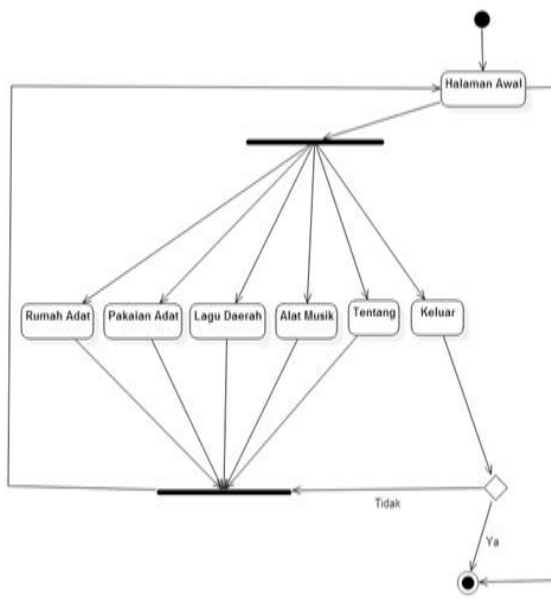 Halaman Awal
Rumah Adat
Pakaian Adat
Lagu Daerah
Alat Musik
Tentang
Keluar
Tidak
Ya